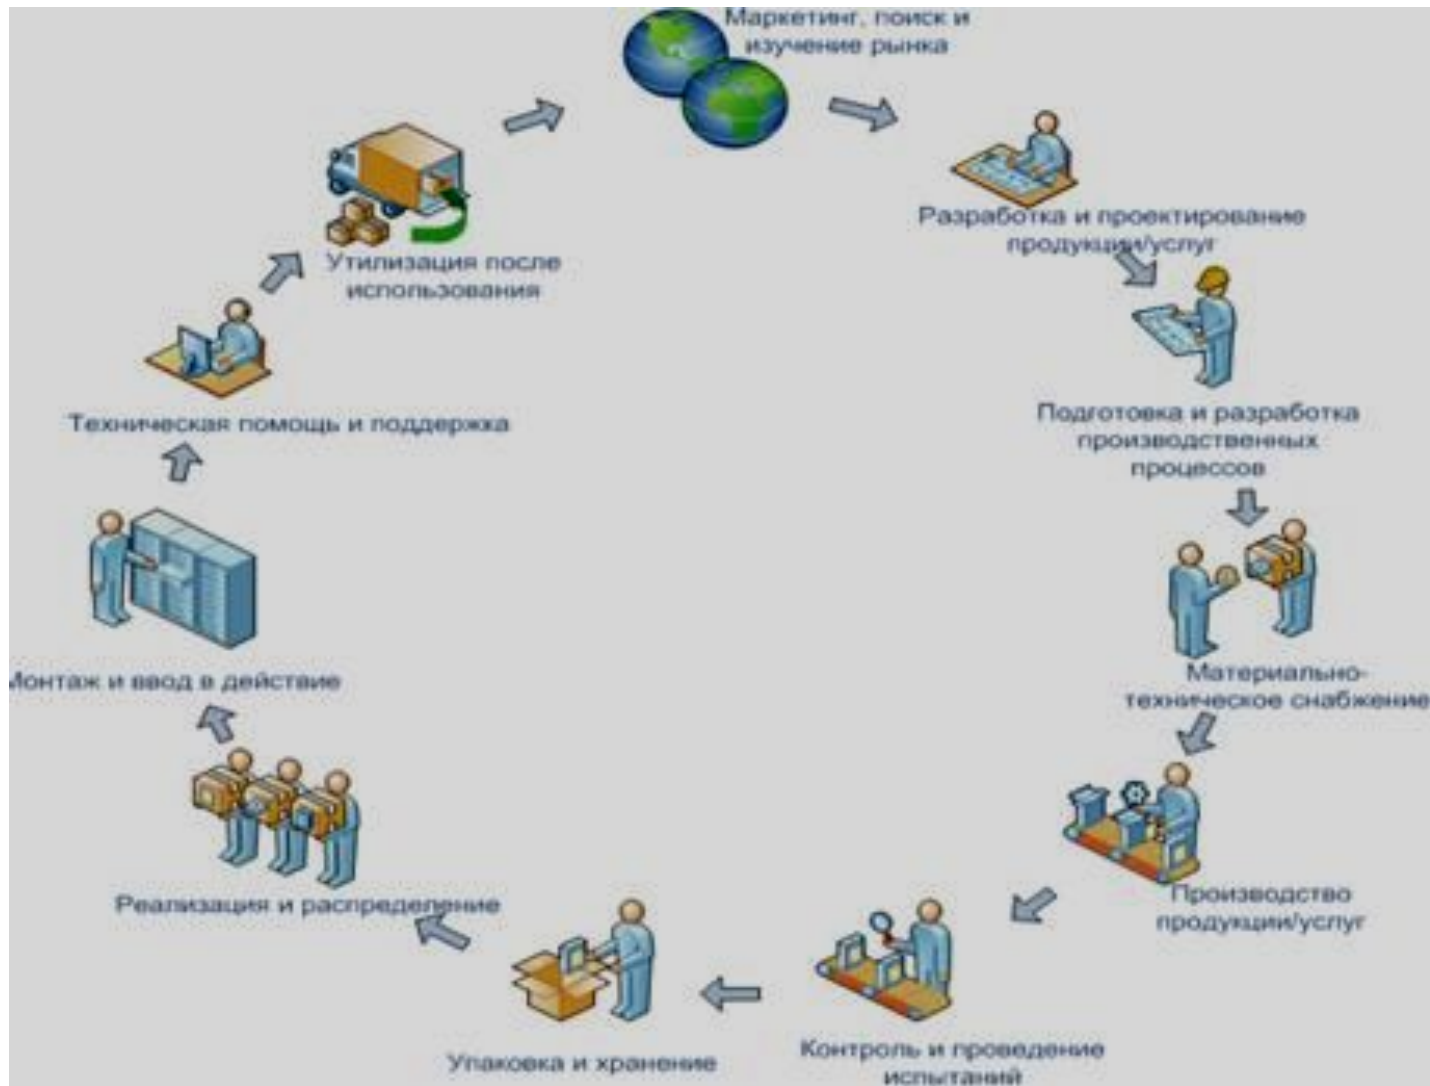 Маркетинг, поиск и
изучение рынка
Разработка и проектирование
продукции/услуг
Подготовка и разработка
производственных
процессов
Материально-
техническое снабжение
Производство
продукции/услуг
Контроль и проведение
испытаний
Упаковка и хранение
Реализация и распределение
Монтаж и ввод в действие
Техническая помощь и поддержка
Утилизация после
использования